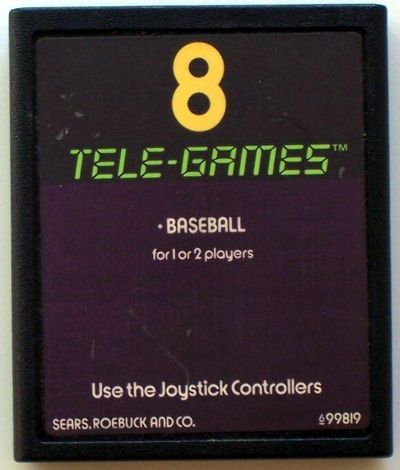 8
TELE-GAMES™
• BASEBALL
for 1 or 2 players
Use the Joystick Controllers
SEARS, ROEBUCK AND CO. 699819